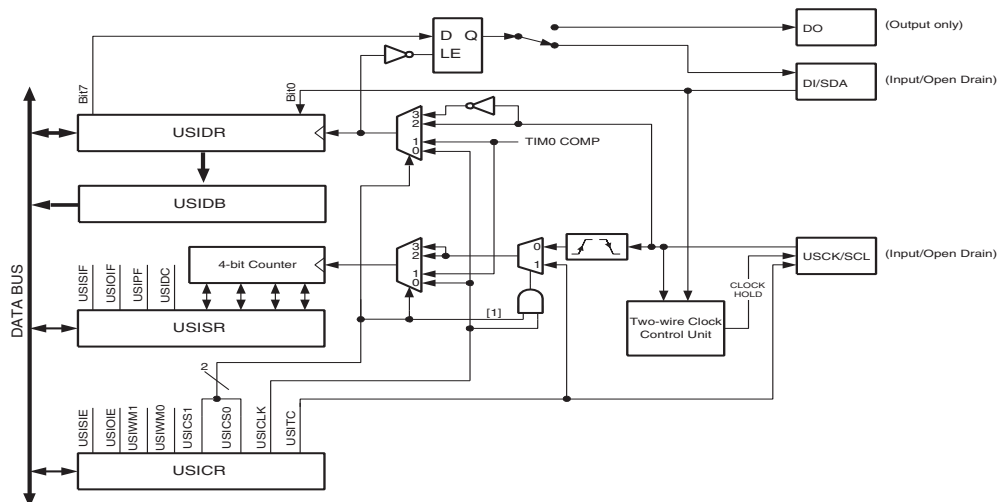 D Q
LE
DO
(Output only)
DI/SDA
(Input/Open Drain)
Bit7
Bit0
USIDR
3
2
1
0
TIM0 COMP
USIDB
DATA BUS
4-bit Counter
3
2
1
0
0
1
USCK/SCL
(Input/Open Drain)
CLOCK
HOLD
Two-wire Clock
Control Unit
USISIF
USIOIF
USIPF
USIDC
USISR
[1]
2
USISIE
USIOIE
USIWM1
USIWM0
USICS1
USICS0
USICLK
USITC
USICR